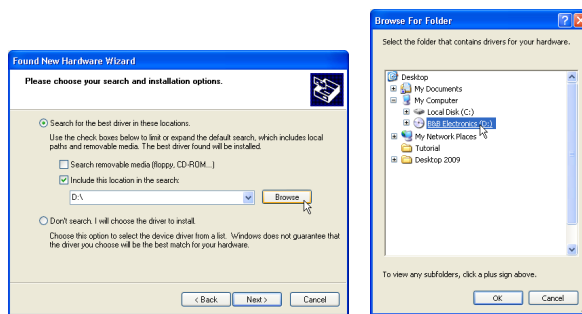 Found New Hardware Wizard
Please choose your search and installation options.
Search for the best driver in these locations.
Use the check boxes below to limit or expand the default search, which includes local
paths and removable media. The best driver found will be installed.
Search removable media (floppy, CD-ROM...)
Include this location in the search:
D:\
Browse
Don't search. I will choose the driver to install.
Choose this option to select the device driver from a list. Windows does not guarantee that
the driver you choose will be the best match for your hardware.
< Back
Next >
Cancel
Browse For Folder
Select the folder that contains drivers for your hardware.
Desktop
My Documents
My Computer
Local Disk (C:)
B&B Electronics (D:)
My Network Places
Tutorial
Desktop 2009
To view any subfolders, click a plus sign above.
OK
Cancel